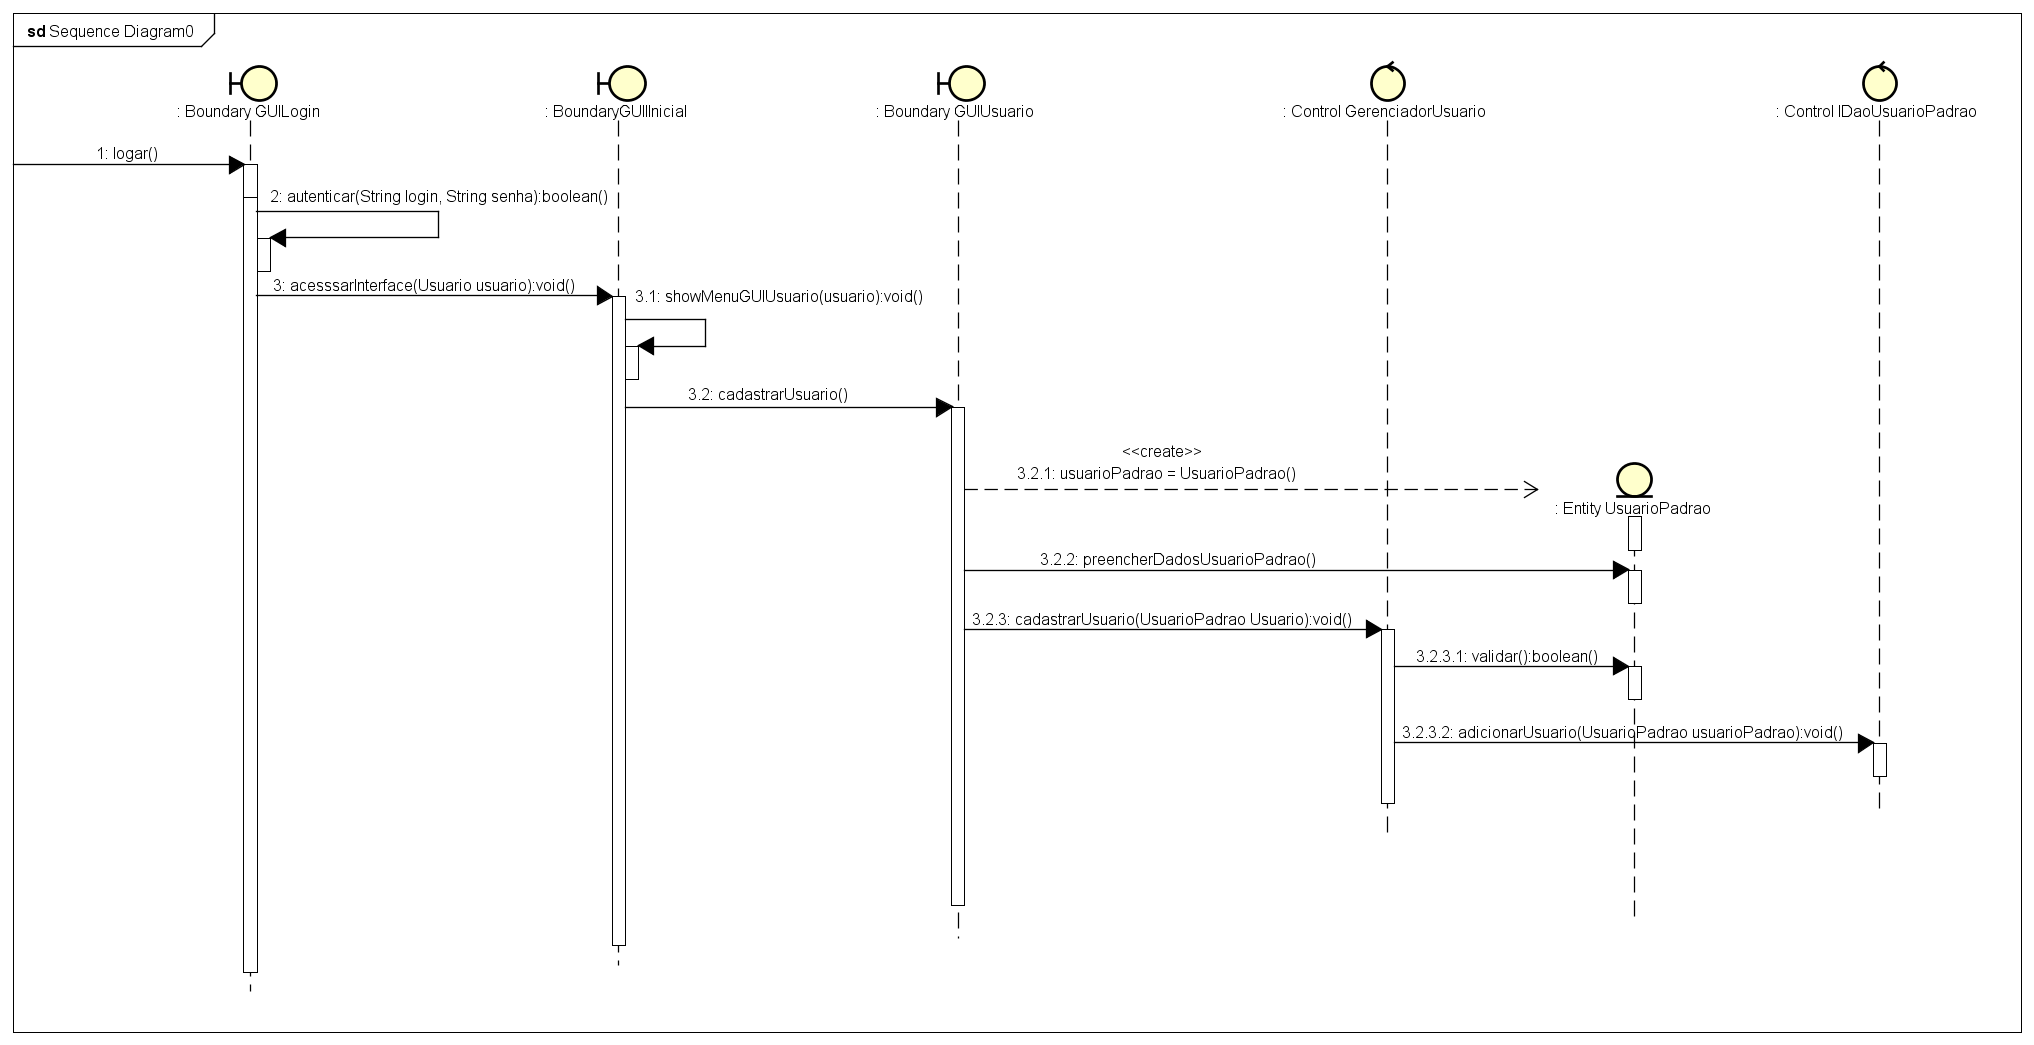 sd Sequence Diagram0
: Boundary GUILogin
: BoundaryGUIInicial
: Boundary GUIUsuario
: Control GerenciadorUsuario
: Control IDaoUsuarioPadrao
1: logar()
2: autenticar(String login, String senha):boolean()
3: acesssarInterface(Usuario usuario):void()
3.1: showMenuGUIUsuario(usuario):void()
3.2: cadastrarUsuario()
<<create>>
3.2.1: usuarioPadrao = UsuarioPadrao()
: Entity UsuarioPadrao
3.2.2: preencherDadosUsuarioPadrao()
3.2.3: cadastrarUsuario(UsuarioPadrao Usuario):void()
3.2.3.1: validar():boolean()
3.2.3.2: adicionarUsuario(UsuarioPadrao usuarioPadrao):void()